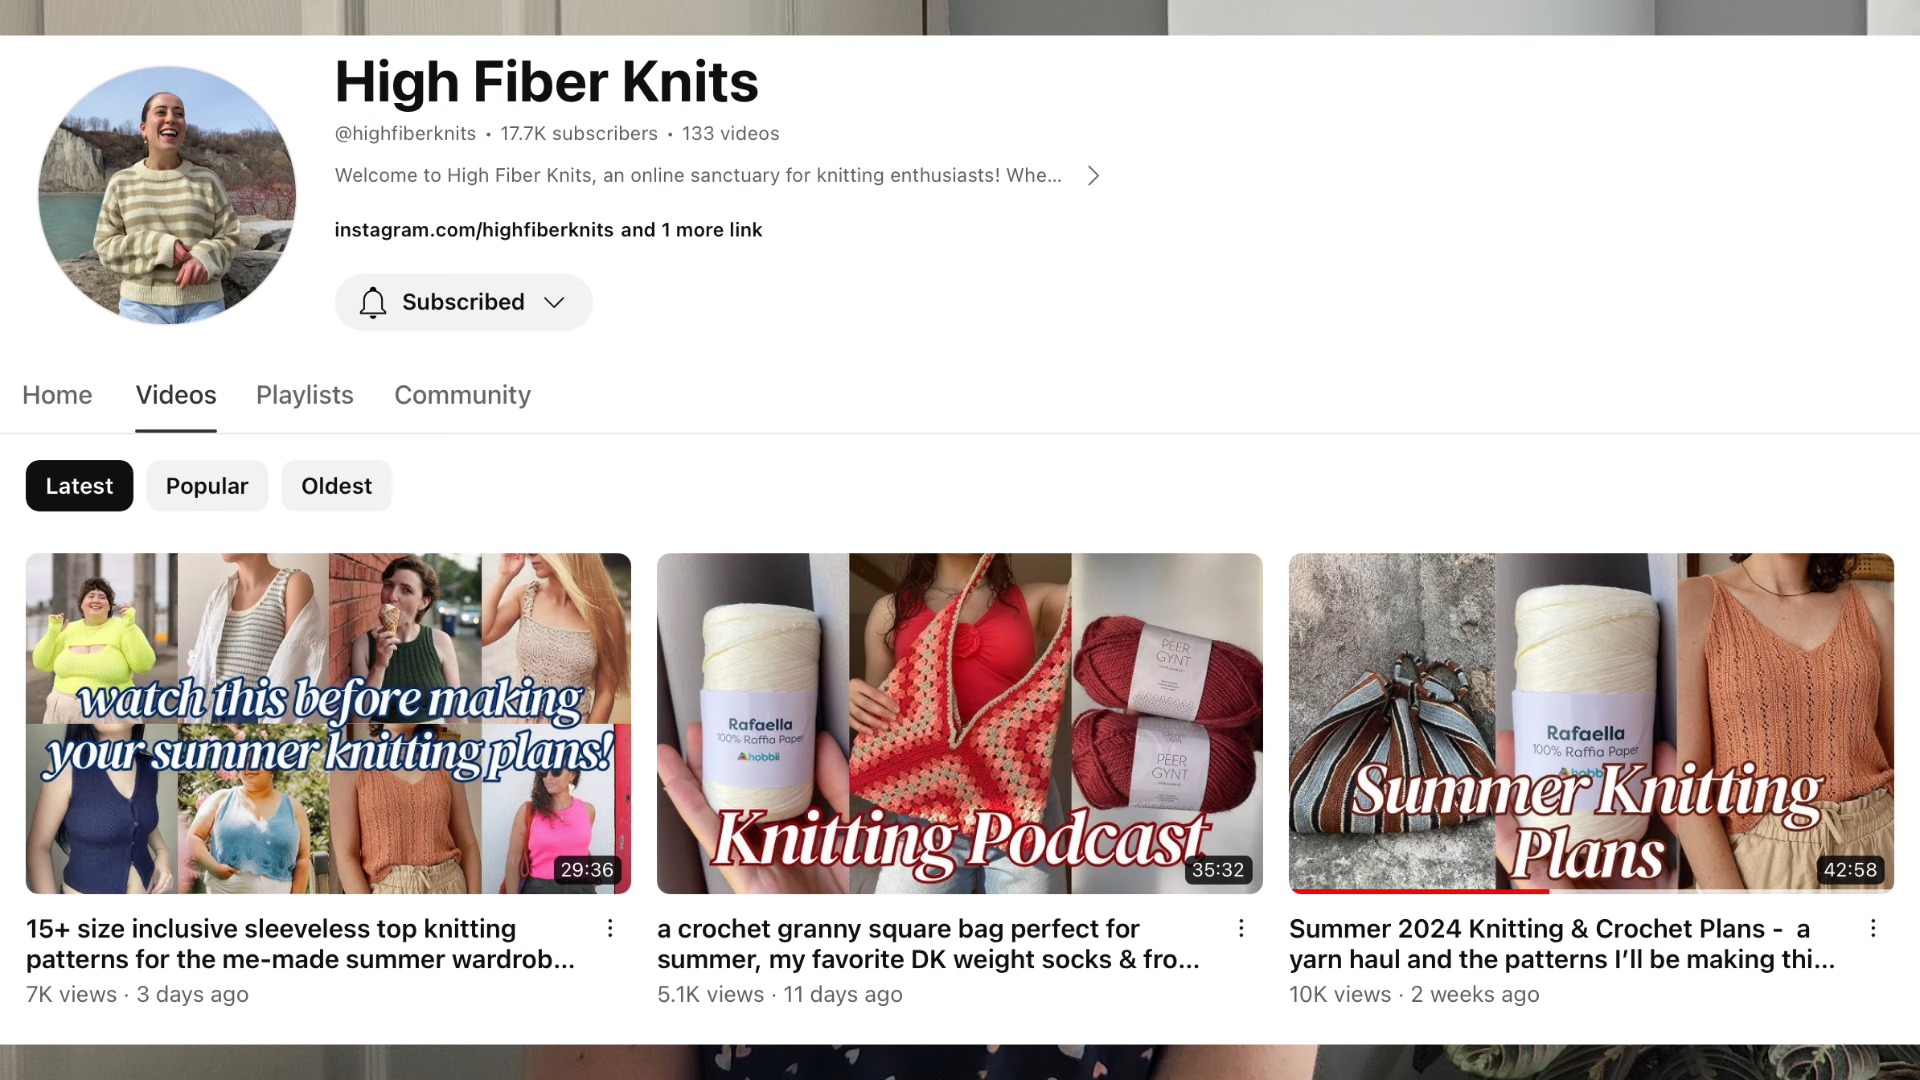 High Fiber Knits
@highfiberknits • 17.7K subscribers • 133 videos
Welcome to High Fiber Knits, an online sanctuary for knitting enthusiasts! Whe...
instagram.com/highfiberknits and 1 more link
Subscribed
Home Videos Playlists Community
Latest Popular Oldest
watch this before making
your summer knitting plans!
29:36
Rafaella
100% Raffia Paper
hobbii
PEER
GYNT
PEER
GYNT
Knitting Podcast
35:32
Rafaella
100% Raffia Paper
hobbii
Summer Knitting
Plans
42:58
15+ size inclusive sleeveless top knitting
patterns for the me-made summer wardrob...
7K views · 3 days ago
a crochet granny square bag perfect for
summer, my favorite DK weight socks & fro...
5.1K views · 11 days ago
Summer 2024 Knitting & Crochet Plans - a
yarn haul and the patterns I’ll be making thi...
10K views · 2 weeks ago